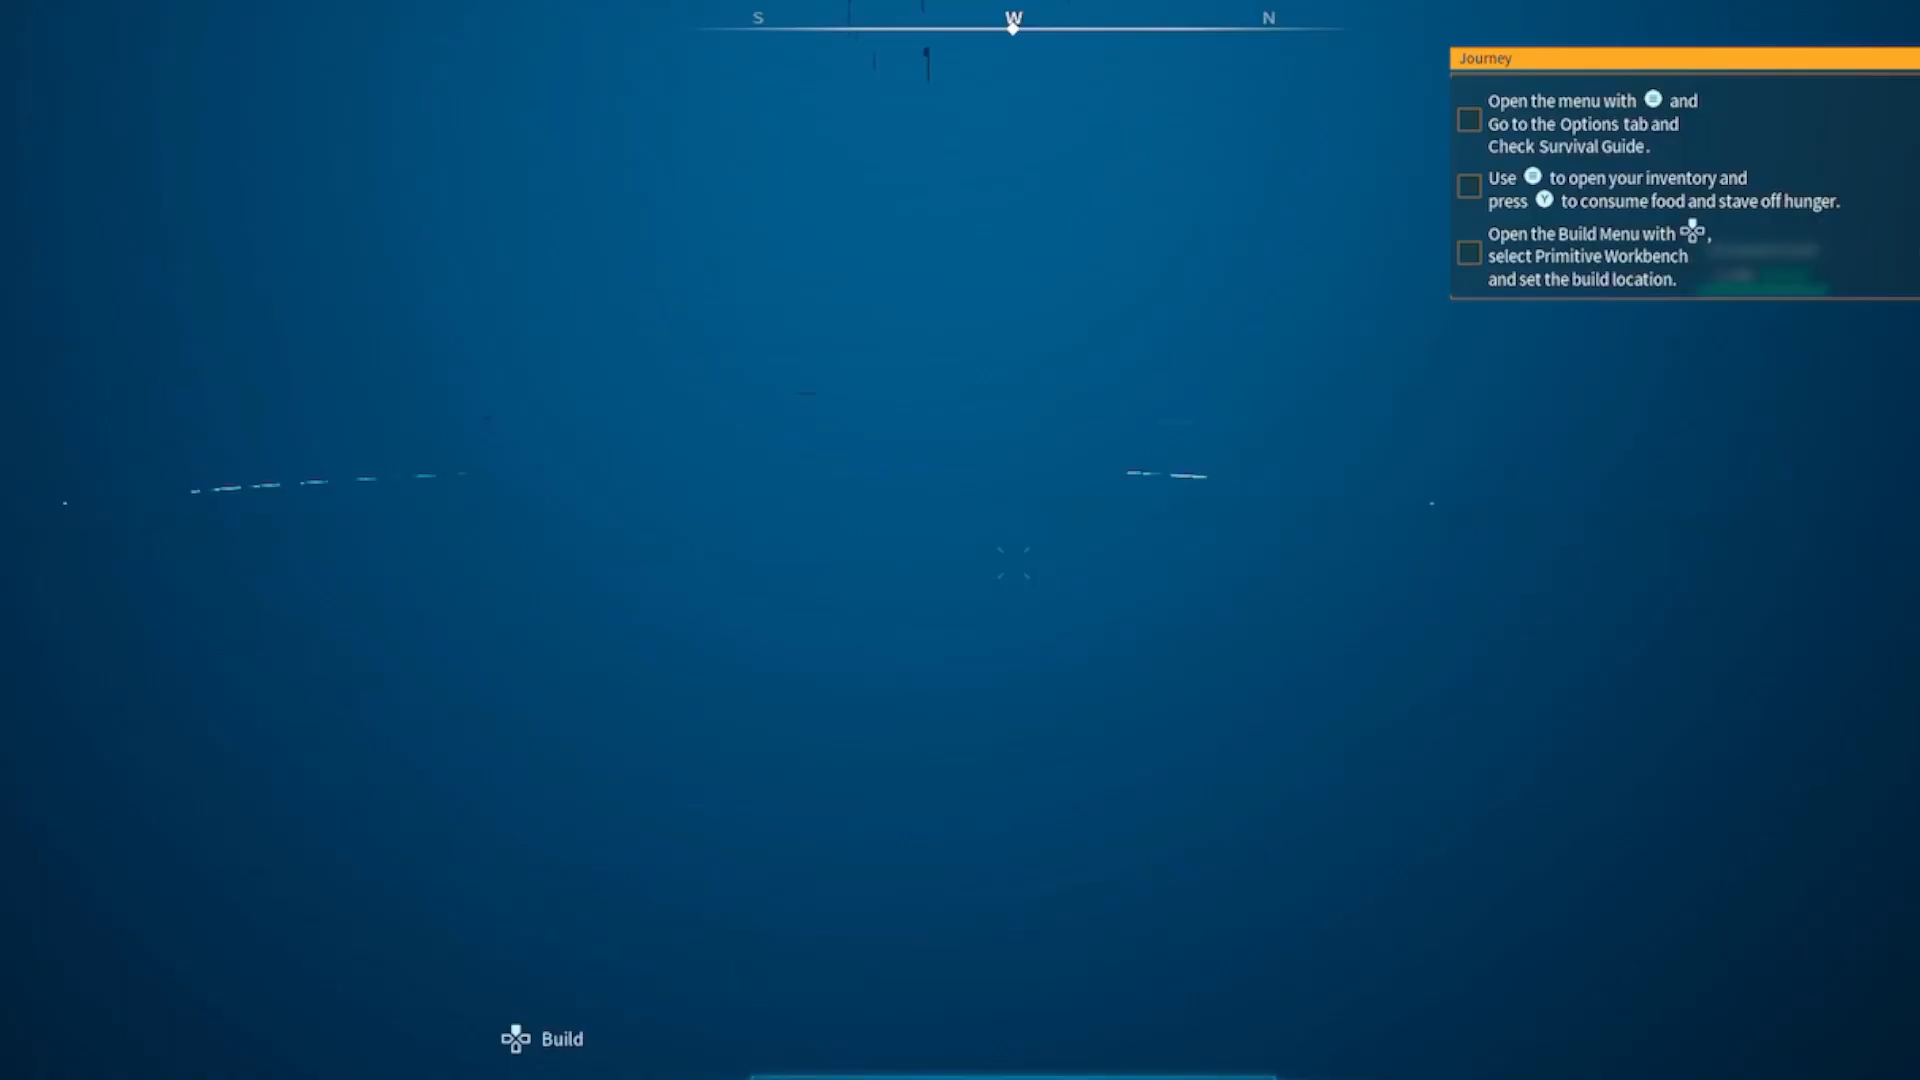 S W N
Journey
Open the menu with and
Go to the Options tab and
Check Survival Guide.
Use to open your inventory and
press Y to consume food and stave off hunger.
Open the Build Menu with ,
select Primitive Workbench
and set the build location.
Build